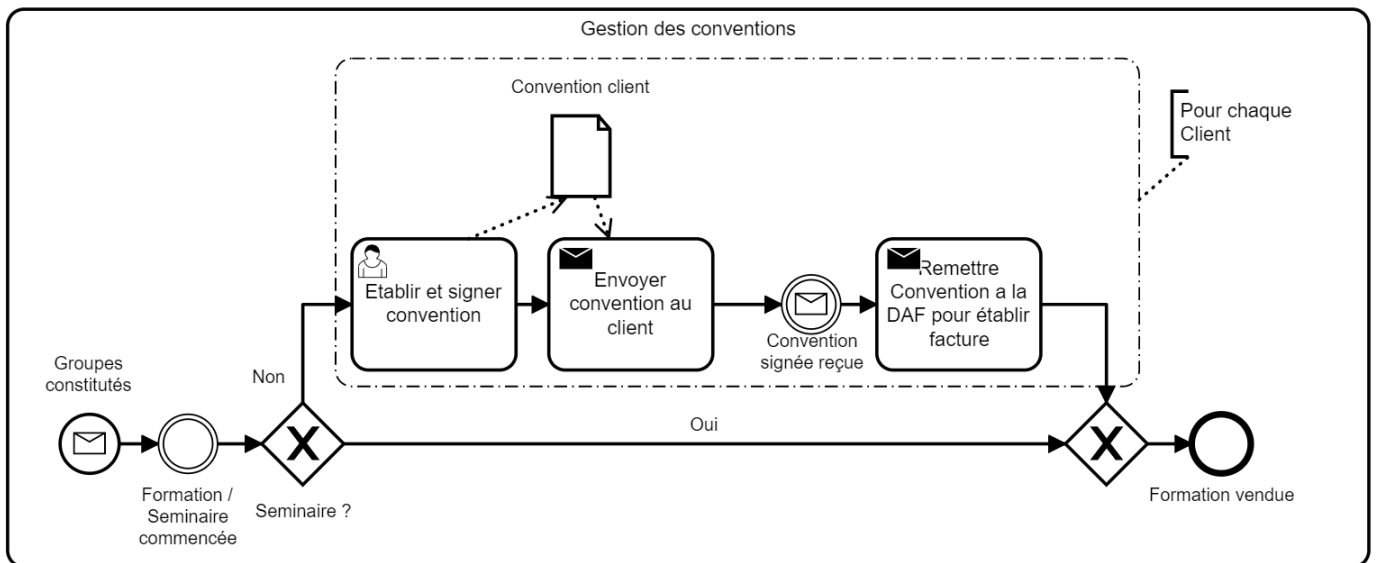 Gestion des conventions
Convention client
Pour chaque
Client
Etablir et signer
convention
Envoyer
convention au
client
Convention
signée reçue
Remettre
Convention a la
DAF pour établir
facture
Groupes
constitutés
Non
Oui
Formation /
Seminaire
commencée
Seminaire ?
Formation vendue